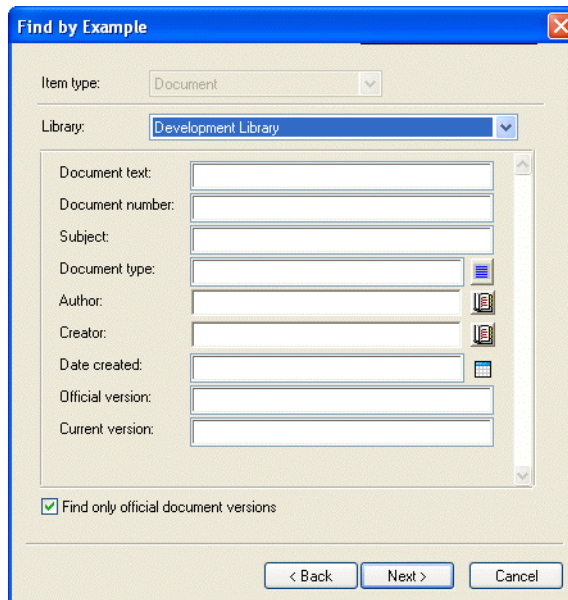 Find by Example
Item type: Document
Library: Development Library
Document text:
Document number:
Subject:
Document type:
Author:
Creator:
Date created:
Official version:
Current version:
Find only official document versions
< Back Next > Cancel